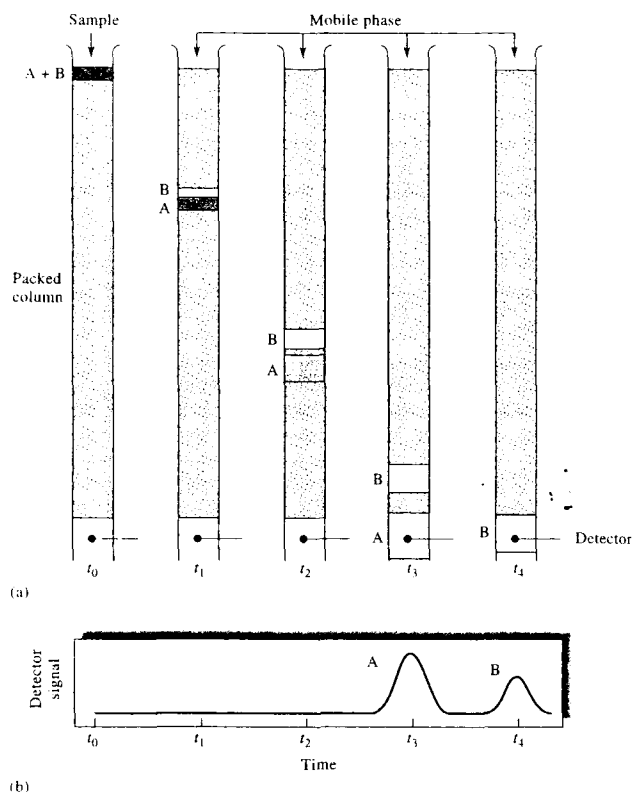 Sample
Mobile phase
A + B
B
A
Packed
column
B
A
B
A
B
Detector
t0 t1 t2 t3 t4
(a)
Detector
signal
A
B
t0 t1 t2 t3 t4
Time
(b)